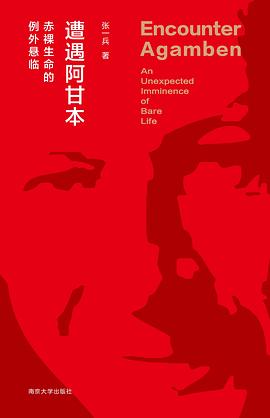 遭遇阿甘本
赤裸生命的
例外悬临
张一兵 著
Encounter
Agamben
An
Unexpected
Imminence
of
Bare
Life
南京大学出版社